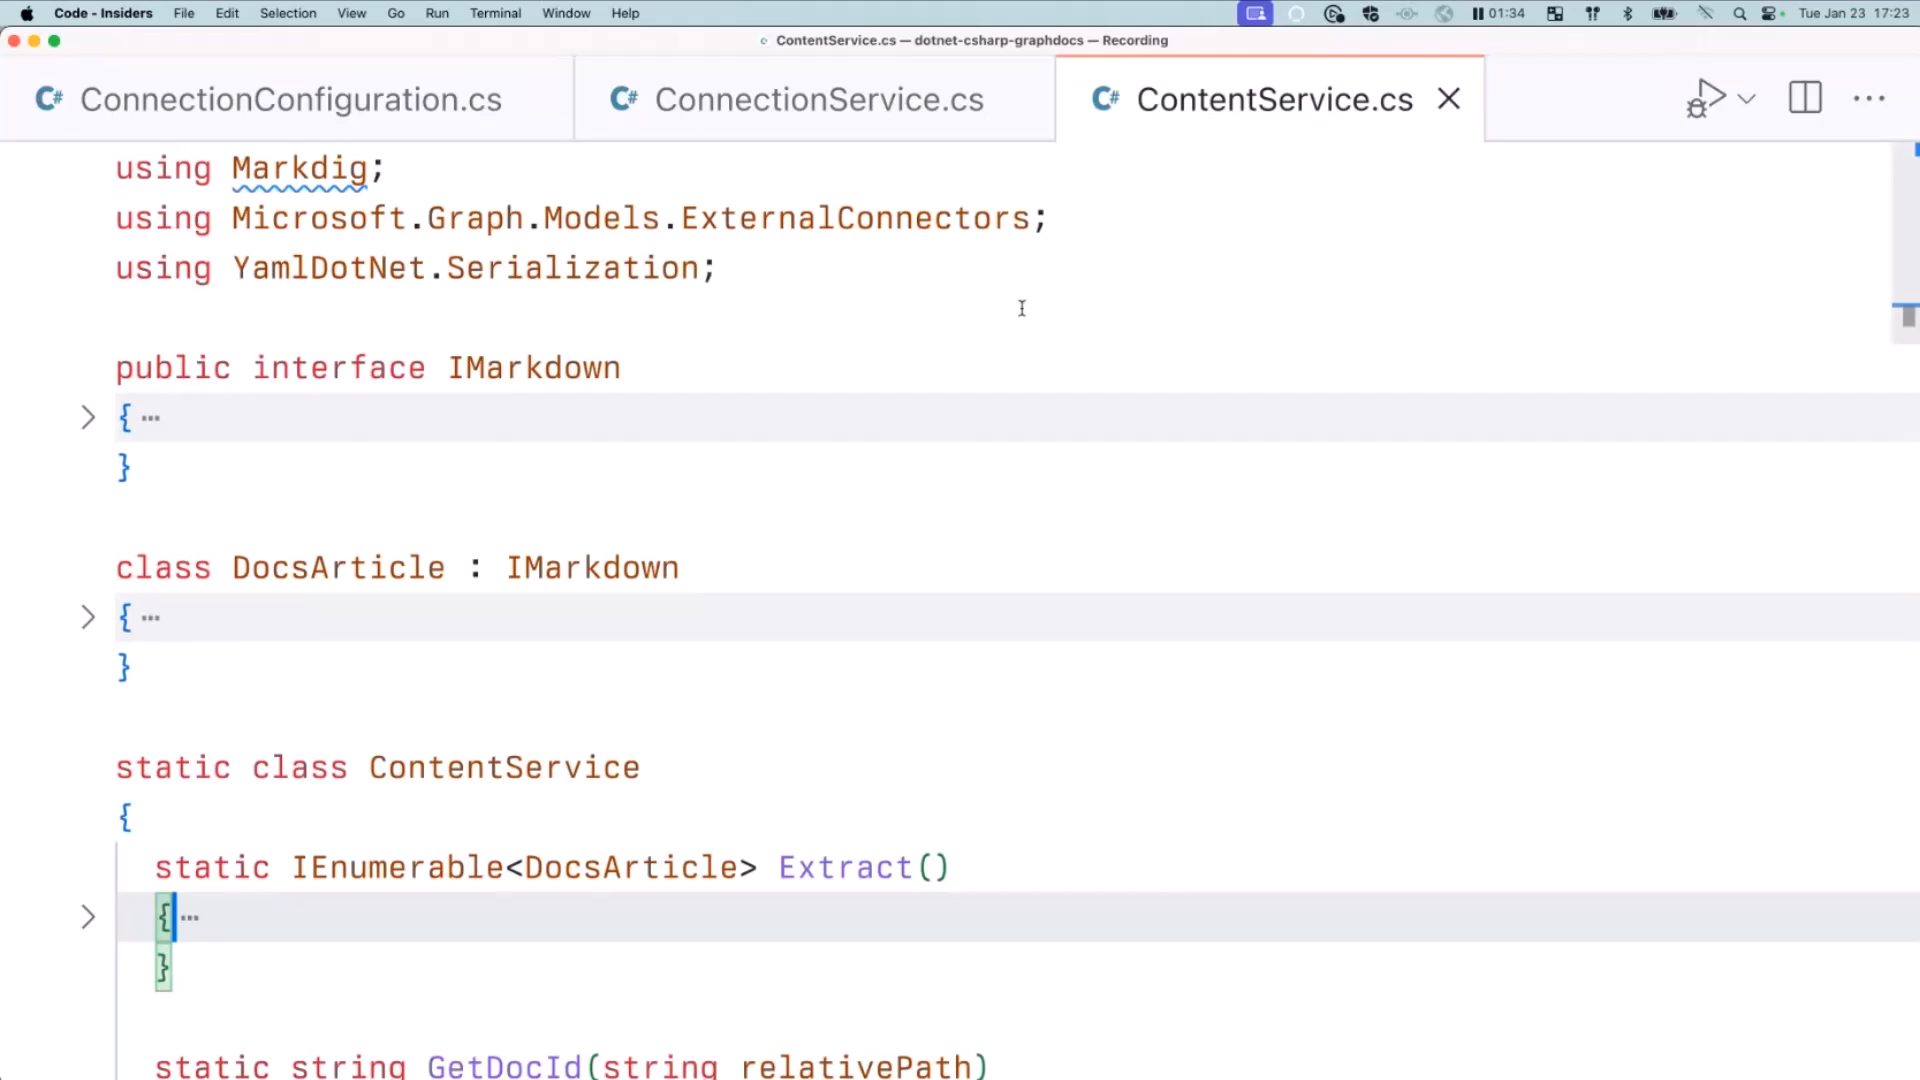 Code - Insiders File Edit Selection View Go Run Terminal Window Help 01:34 Tue Jan 23 17:23
ContentService.cs — dotnet-csharp-graphdocs — Recording
C# ConnectionConfiguration.cs C# ConnectionService.cs C# ContentService.cs
using Markdig;
using Microsoft.Graph.Models.ExternalConnectors;
using YamlDotNet.Serialization;
public interface IMarkdown
{ ···
}
class DocsArticle : IMarkdown
{ ···
}
static class ContentService
{
static IEnumerable<DocsArticle> Extract()
{ ···
}
static string GetDocId(string relativePath)